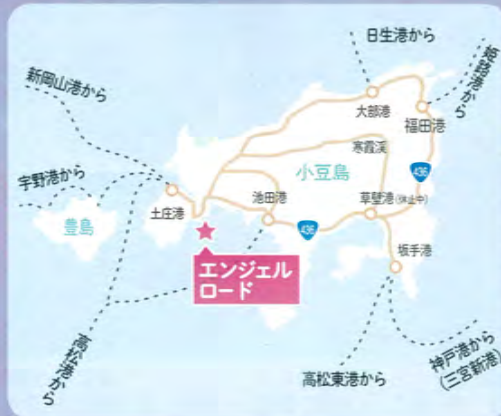 日生港から
姫路港から
新岡山港から
大部港
福田港
寒霞渓
宇野港から
小豆島
436
土庄港
池田港
草壁港(休止中)
豊島
436
坂手港
エンジェル
ロード
高松港から
高松東港から
神戸港から
(三宮新港)